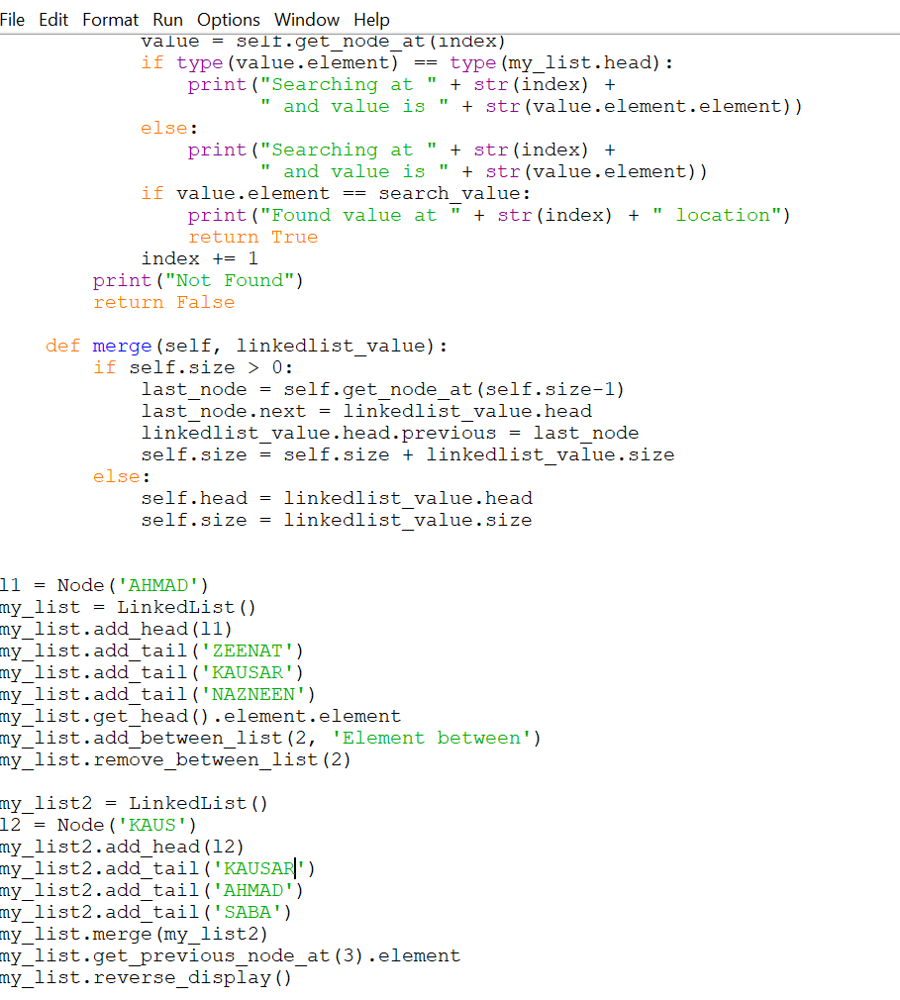 File Edit Format Run Options Window Help
            value = self.get_node_at(index)
            if type(value.element) == type(my_list.head):
                print("Searching at " + str(index) +
                      " and value is " + str(value.element.element))
            else:
                print("Searching at " + str(index) +
                      " and value is " + str(value.element))
            if value.element == search_value:
                print("Found value at " + str(index) + " location")
                return True
            index += 1
        print("Not Found")
        return False
    def merge(self, linkedlist_value):
        if self.size > 0:
            last_node = self.get_node_at(self.size-1)
            last_node.next = linkedlist_value.head
            linkedlist_value.head.previous = last_node
            self.size = self.size + linkedlist_value.size
        else:
            self.head = linkedlist_value.head
            self.size = linkedlist_value.size
l1 = Node('AHMAD')
my_list = LinkedList()
my_list.add_head(l1)
my_list.add_tail('ZEENAT')
my_list.add_tail('KAUSAR')
my_list.add_tail('NAZNEEN')
my_list.get_head().element.element
my_list.add_between_list(2, 'Element between')
my_list.remove_between_list(2)
my_list2 = LinkedList()
l2 = Node('KAUS')
my_list2.add_head(l2)
my_list2.add_tail('KAUSAR')
my_list2.add_tail('AHMAD')
my_list2.add_tail('SABA')
my_list.merge(my_list2)
my_list.get_previous_node_at(3).element
my_list.reverse_display()